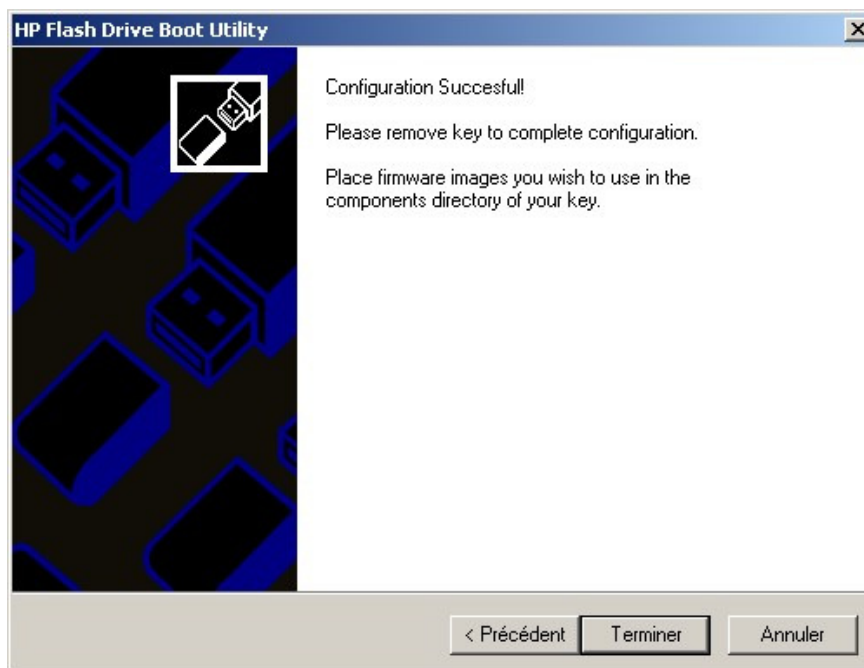 HP Flash Drive Boot Utility
Configuration Succesful!
Please remove key to complete configuration.
Place firmware images you wish to use in the
components directory of your key.
< Précédent
Terminer
Annuler